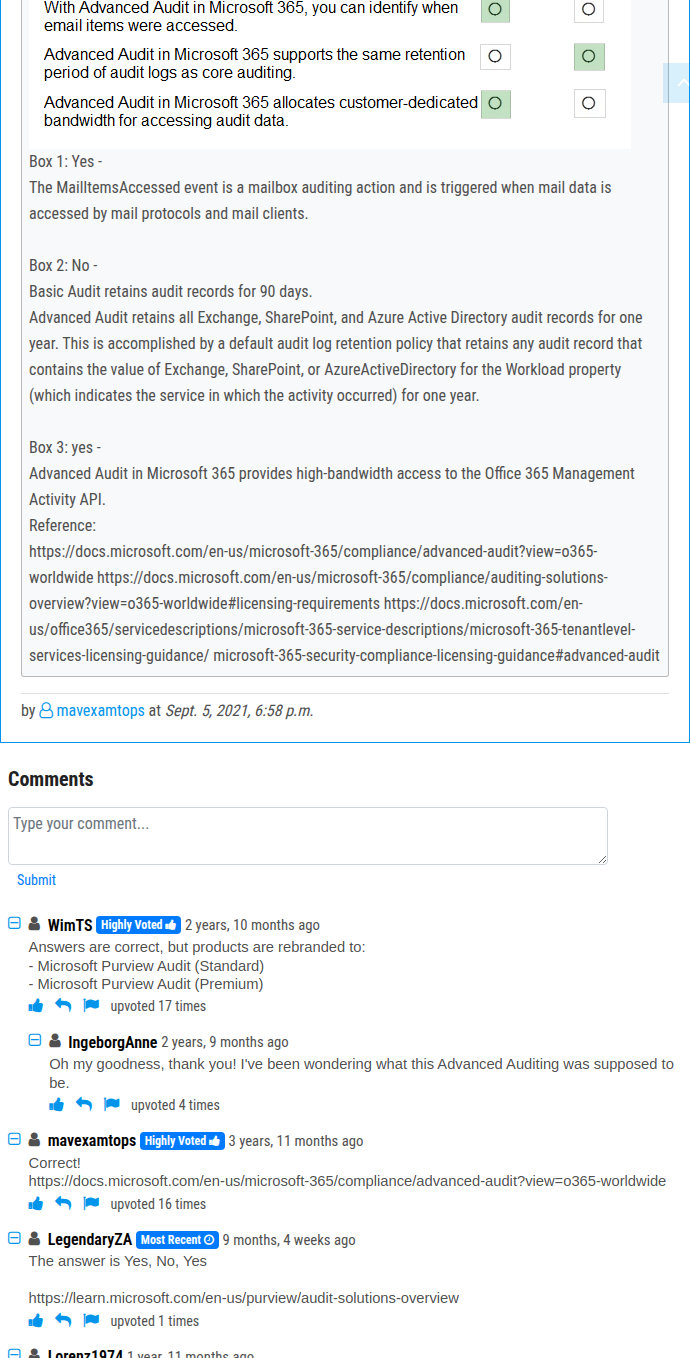 With Advanced Audit in Microsoft 365, you can identify when
email items were accessed.
Advanced Audit in Microsoft 365 supports the same retention
period of audit logs as core auditing.
Advanced Audit in Microsoft 365 allocates customer-dedicated
bandwidth for accessing audit data.
Box 1: Yes -
The MailItemsAccessed event is a mailbox auditing action and is triggered when mail data is
accessed by mail protocols and mail clients.
Box 2: No -
Basic Audit retains audit records for 90 days.
Advanced Audit retains all Exchange, SharePoint, and Azure Active Directory audit records for one
year. This is accomplished by a default audit log retention policy that retains any audit record that
contains the value of Exchange, SharePoint, or AzureActiveDirectory for the Workload property
(which indicates the service in which the activity occurred) for one year.
Box 3: yes -
Advanced Audit in Microsoft 365 provides high-bandwidth access to the Office 365 Management
Activity API.
Reference:
https://docs.microsoft.com/en-us/microsoft-365/compliance/advanced-audit?view=o365-
worldwide https://docs.microsoft.com/en-us/microsoft-365/compliance/auditing-solutions-
overview?view=o365-worldwide#licensing-requirements https://docs.microsoft.com/en-
us/office365/servicedescriptions/microsoft-365-service-descriptions/microsoft-365-tenantlevel-
services-licensing-guidance/ microsoft-365-security-compliance-licensing-guidance#advanced-audit
by mavexamtops at Sept. 5, 2021, 6:58 p.m.
Comments
Type your comment...
Submit
WimTS Highly Voted 2 years, 10 months ago
Answers are correct, but products are rebranded to:
- Microsoft Purview Audit (Standard)
- Microsoft Purview Audit (Premium)
upvoted 17 times
IngeborgAnne 2 years, 9 months ago
Oh my goodness, thank you! I've been wondering what this Advanced Auditing was supposed to
be.
upvoted 4 times
mavexamtops Highly Voted 3 years, 11 months ago
Correct!
https://docs.microsoft.com/en-us/microsoft-365/compliance/advanced-audit?view=o365-worldwide
upvoted 16 times
LegendaryZA Most Recent 9 months, 4 weeks ago
The answer is Yes, No, Yes
https://learn.microsoft.com/en-us/purview/audit-solutions-overview
upvoted 1 times
Lorenz1974 1 year, 11 months ago